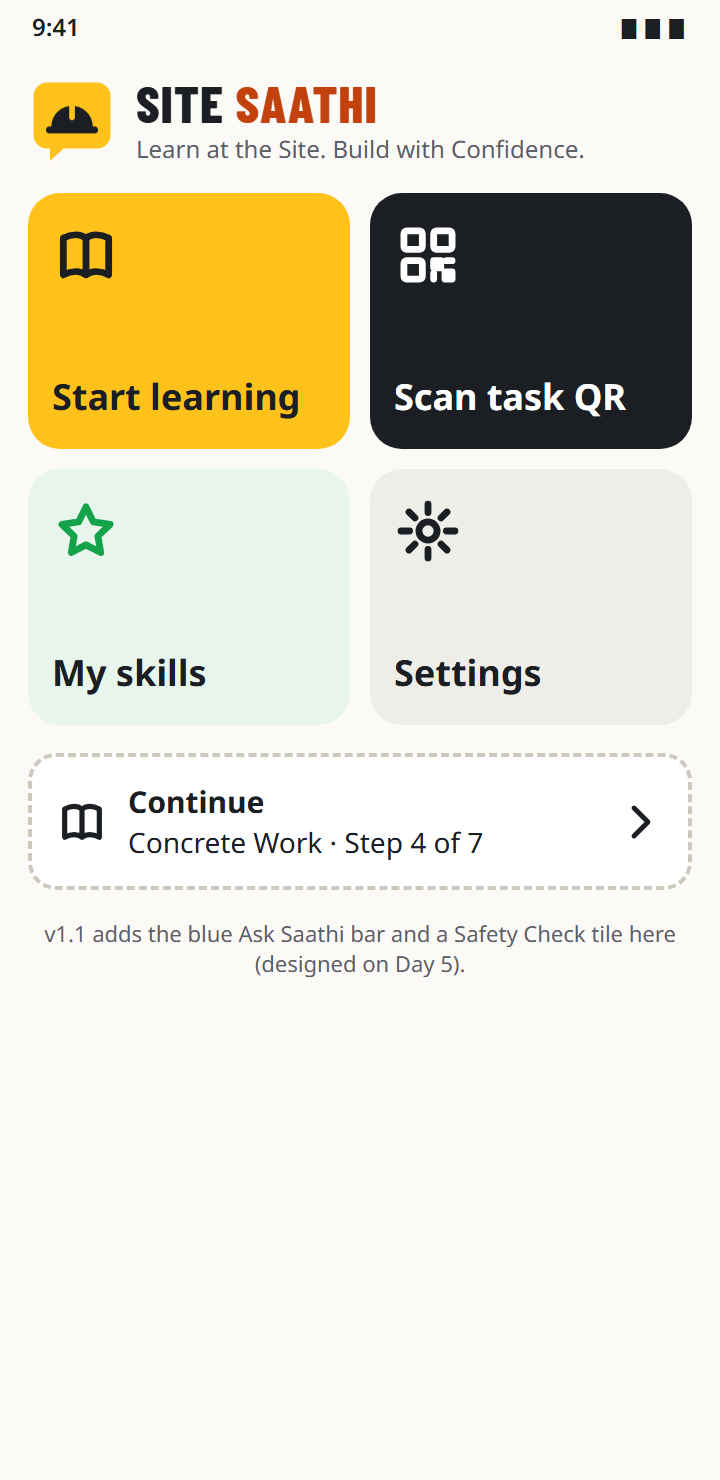 9:41
SITE SAATHI
Learn at the Site. Build with Confidence.
Start learning
Scan task QR
My skills
Settings
Continue
Concrete Work · Step 4 of 7
v1.1 adds the blue Ask Saathi bar and a Safety Check tile here
(designed on Day 5).